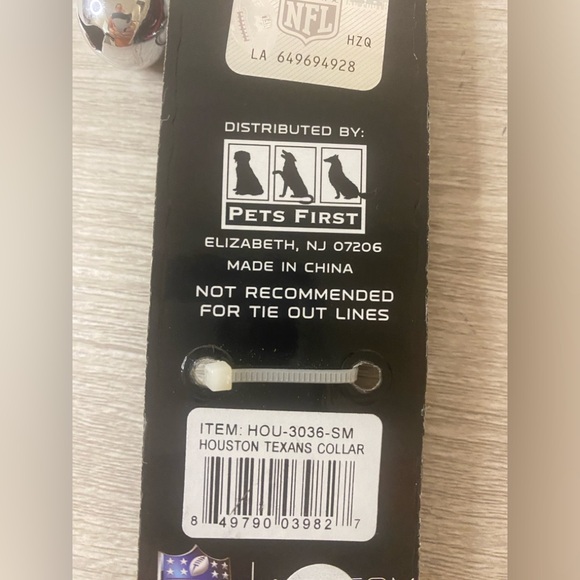 NFL
HZQ
LA 649694928
DISTRIBUTED BY:
PETS FIRST
ELIZABETH, NJ 07206
MADE IN CHINA
NOT RECOMMENDED
FOR TIE OUT LINES
ITEM: HOU-3036-SM
HOUSTON TEXANS COLLAR
8 49790 03982 7